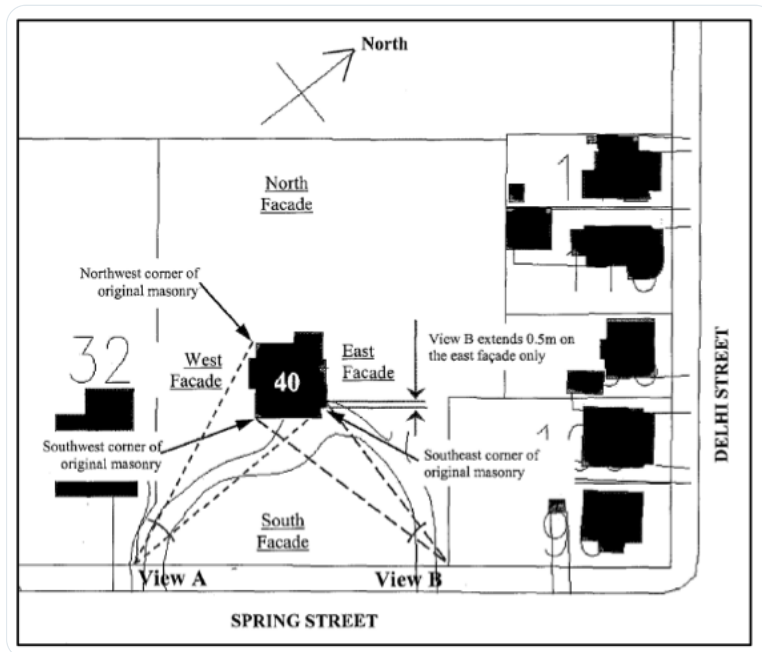 North
North
Facade
Northwest corner of
original masonry
32
West
Facade
40
East
Facade
View B extends 0.5m on
the east façade only
Southwest corner of
original masonry
Southeast corner of
original masonry
South
Facade
View A
View B
SPRING STREET
DELHI STREET